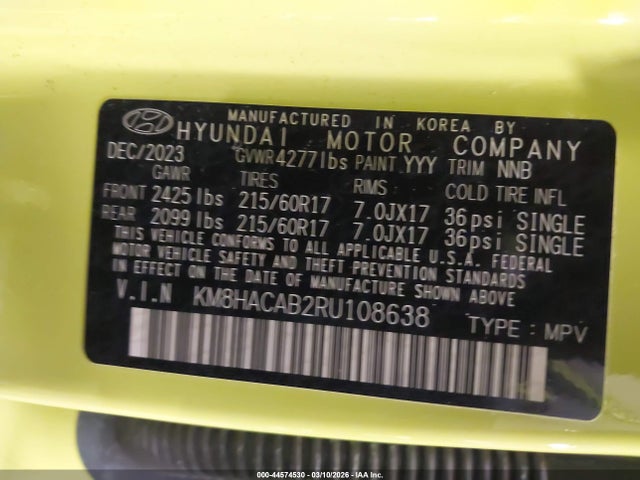 MANUFACTURED IN KOREA BY
HYUNDAI MOTOR COMPANY
DEC/2023 GVWR 4277lbs PAINT YYY TRIM NNB
GAWR TIRES RIMS COLD TIRE INFL
FRONT 2425 lbs 215/60R17 7.0JX17 36psi SINGLE
REAR 2099 lbs 215/60R17 7.0JX17 36psi SINGLE
THIS VEHICLE CONFORMS TO ALL APPLICABLE U.S.A. FEDERAL
MOTOR VEHICLE SAFETY AND THEFT PREVENTION STANDARDS
IN EFFECT ON THE DATE OF MANUFACTURE SHOWN ABOVE.
V.I.N KM8HACAB2RU108638 TYPE : MPV
000-44574530 - 03/10/2026 - IAA Inc.